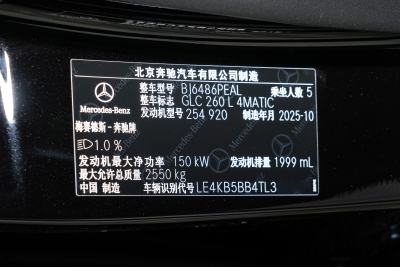 北京奔驰汽车有限公司制造
整车型号 BJ6486PEAL 乘坐人数 5
整车标志 GLC 260 L 4MATIC
Mercedes-Benz
发动机型号 254 920 制造年月 2025-10
梅赛德斯-奔驰牌
1.0 %
发动机最大净功率 150 kW 发动机排量 1999 mL
最大允许总质量 2550 kg
中国 制造 车辆识别代号 LE4KB5BB4TL3